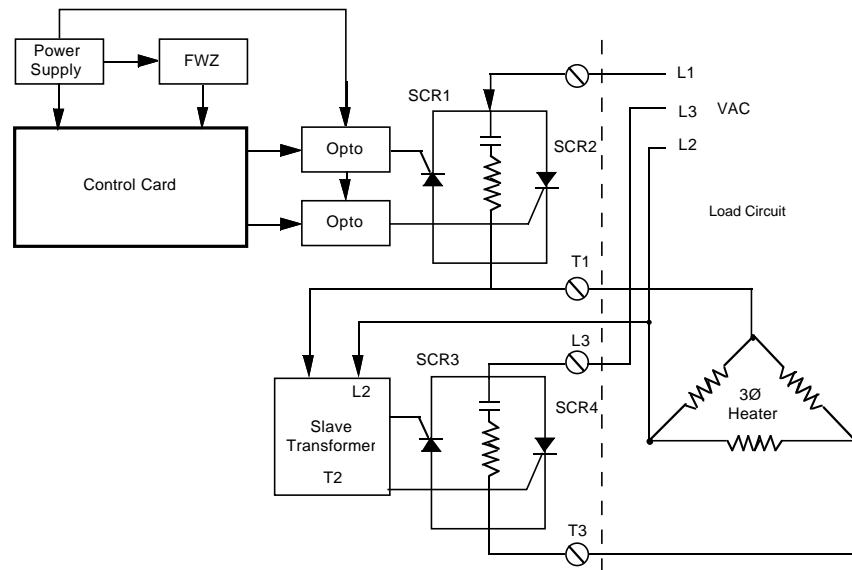 Power
Supply
FWZ
L1
SCR1
L3 VAC
Opto
SCR2
L2
Control Card
Opto
Load Circuit
T1
L3
SCR3
L2
SCR4
3Ø
Heater
Slave
Transformer
T2
T3